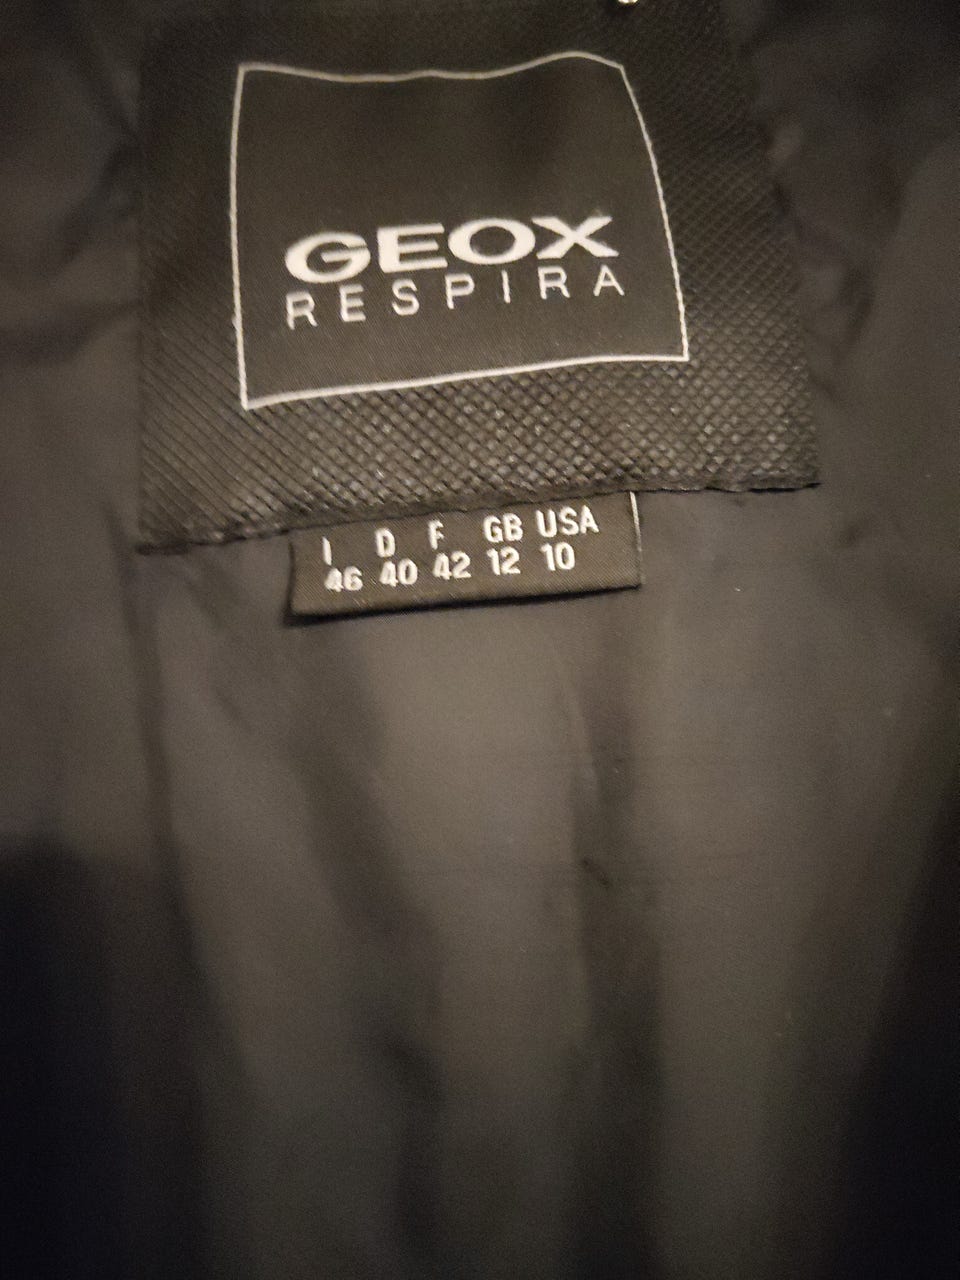 GEOX
RESPIRA
I D F GB USA
46 40 42 12 10